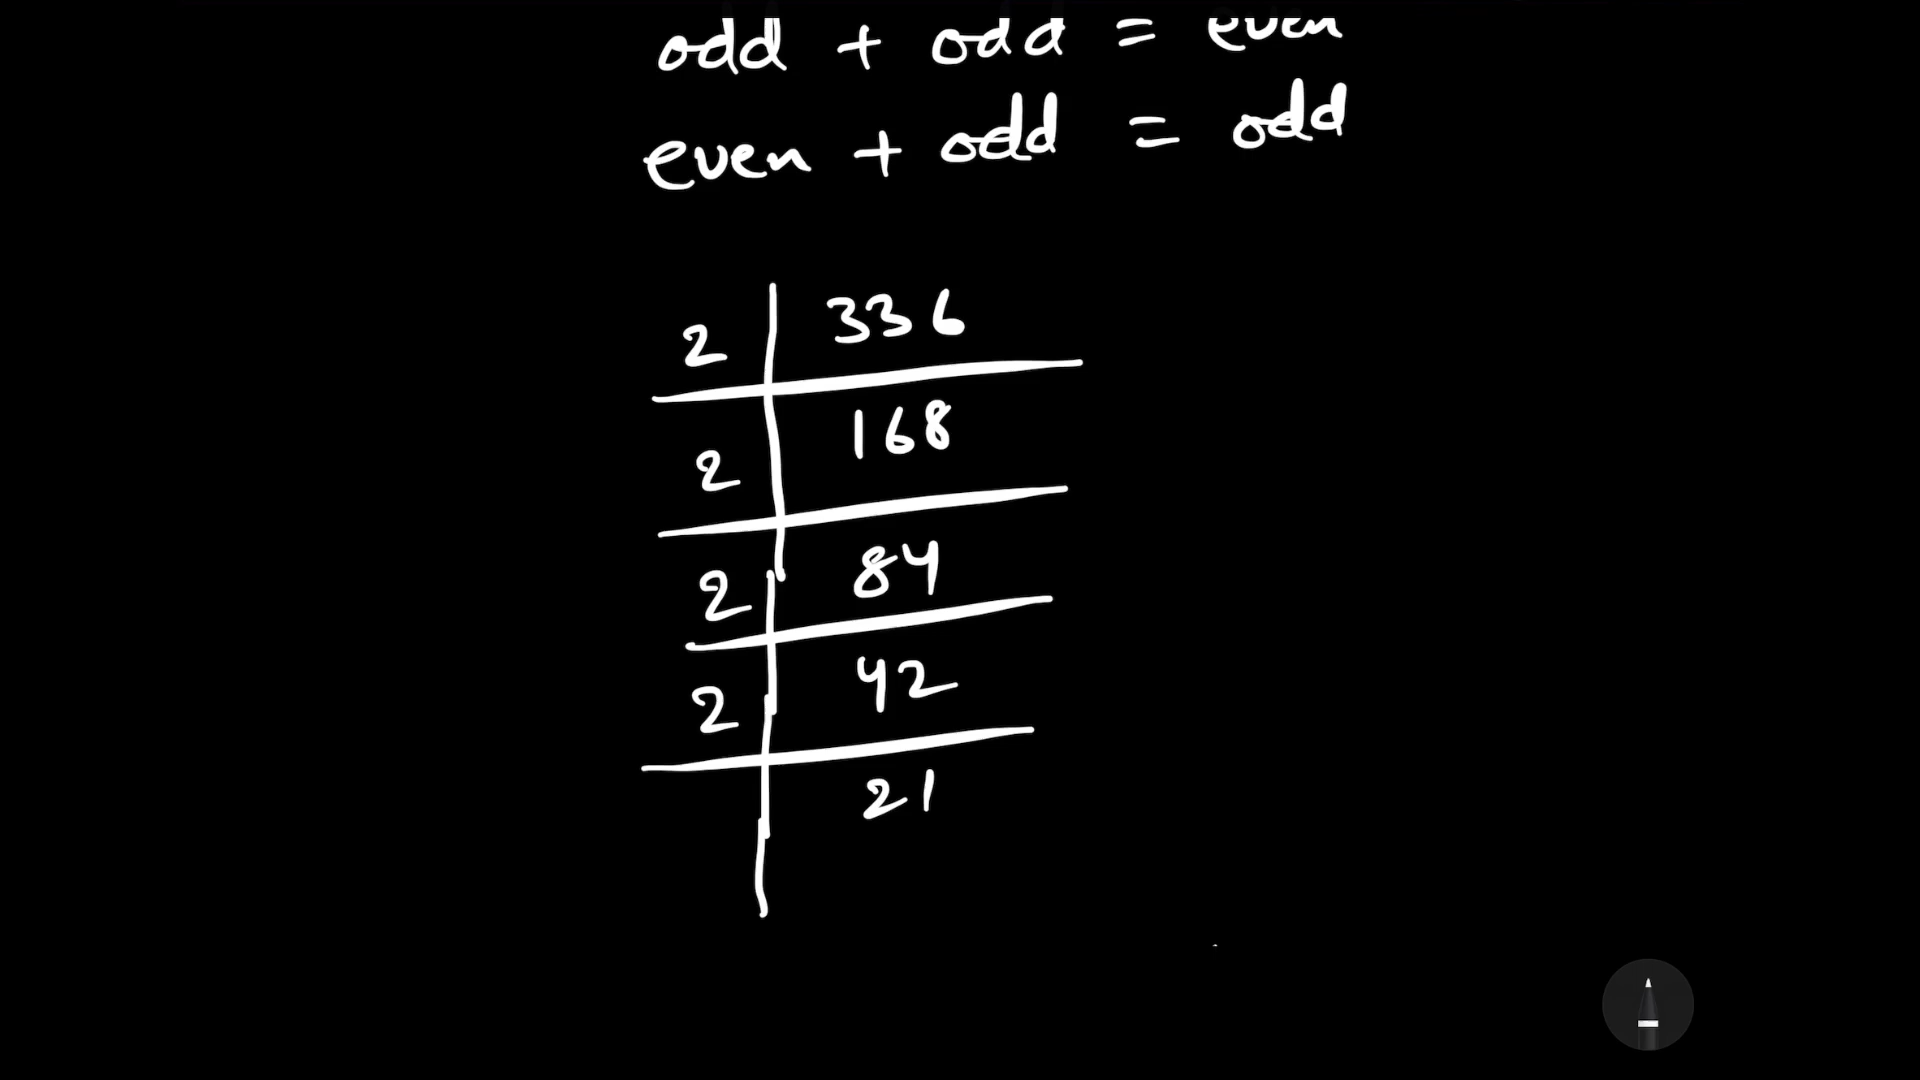 odd + odd = even
even + odd = odd
2 | 336
2 | 168
2 | 84
2 | 42
| 21